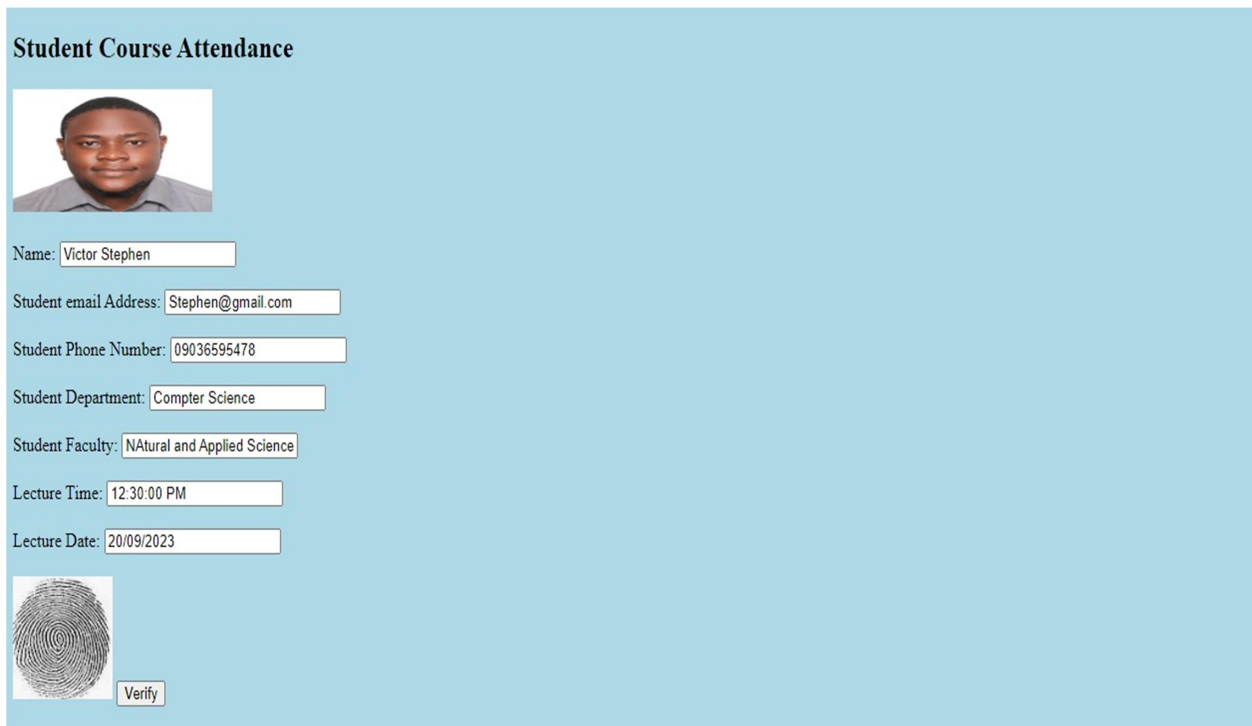 Student Course Attendance
Name: Victor Stephen
Student email Address: Stephen@gmail.com
Student Phone Number: 09036595478
Student Department: Compter Science
Student Faculty: NAtural and Applied Science
Lecture Time: 12:30:00 PM
Lecture Date: 20/09/2023
Verify